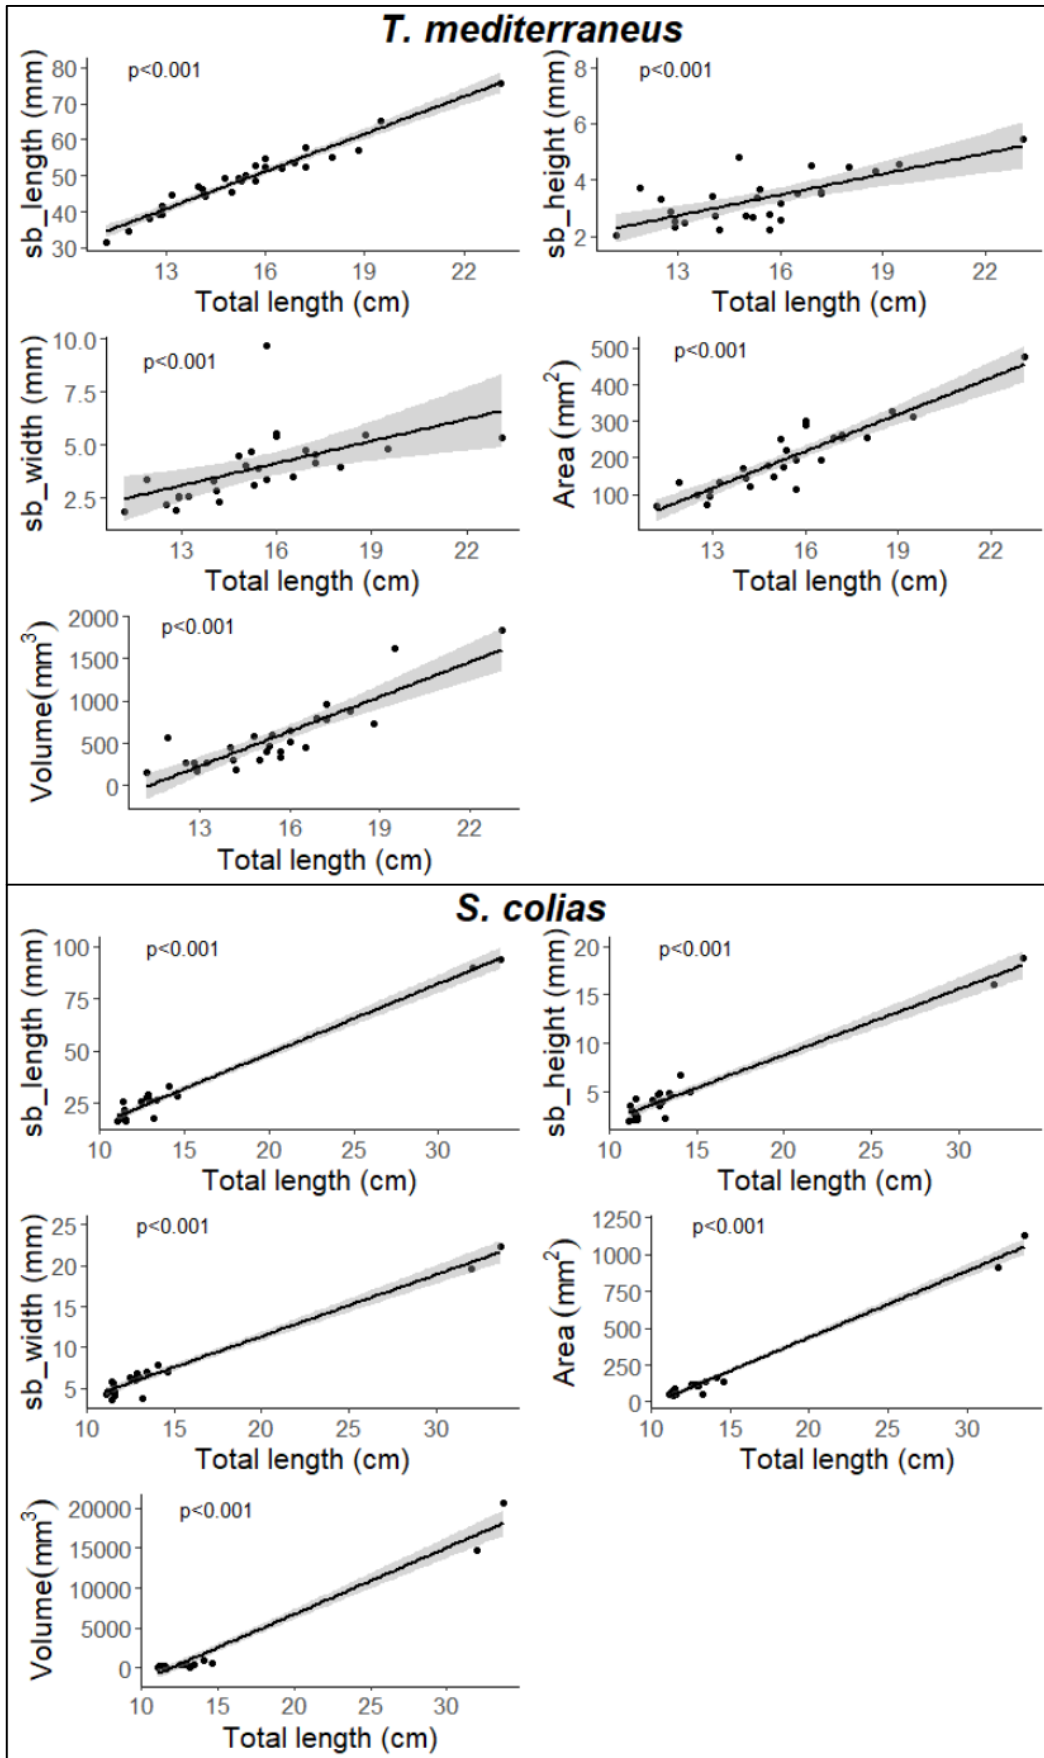 T. mediterraneus
p<0.001
sb_length (mm)
80
70
60
50
40
30
13 16 19 22
Total length (cm)
p<0.001
sb_height (mm)
8
6
4
2
13 16 19 22
Total length (cm)
p<0.001
sb_width (mm)
10.0
7.5
5.0
2.5
13 16 19 22
Total length (cm)
p<0.001
Area (mm²)
500
400
300
200
100
13 16 19 22
Total length (cm)
p<0.001
Volume(mm³)
2000
1500
1000
500
0
13 16 19 22
Total length (cm)
S. colias
p<0.001
sb_length (mm)
100
75
50
25
10 20 30
Total length (cm)
p<0.001
sb_height (mm)
20
15
10
5
10 15 20 25 30
Total length (cm)
p<0.001
sb_width (mm)
25
20
15
10
5
10 15 20 25 30
Total length (cm)
p<0.001
Area (mm²)
1250
1000
750
500
250
0
10 15 20 25 30
Total length (cm)
p<0.001
Volume(mm³)
20000
15000
10000
5000
0
10 15 20 25 30
Total length (cm)